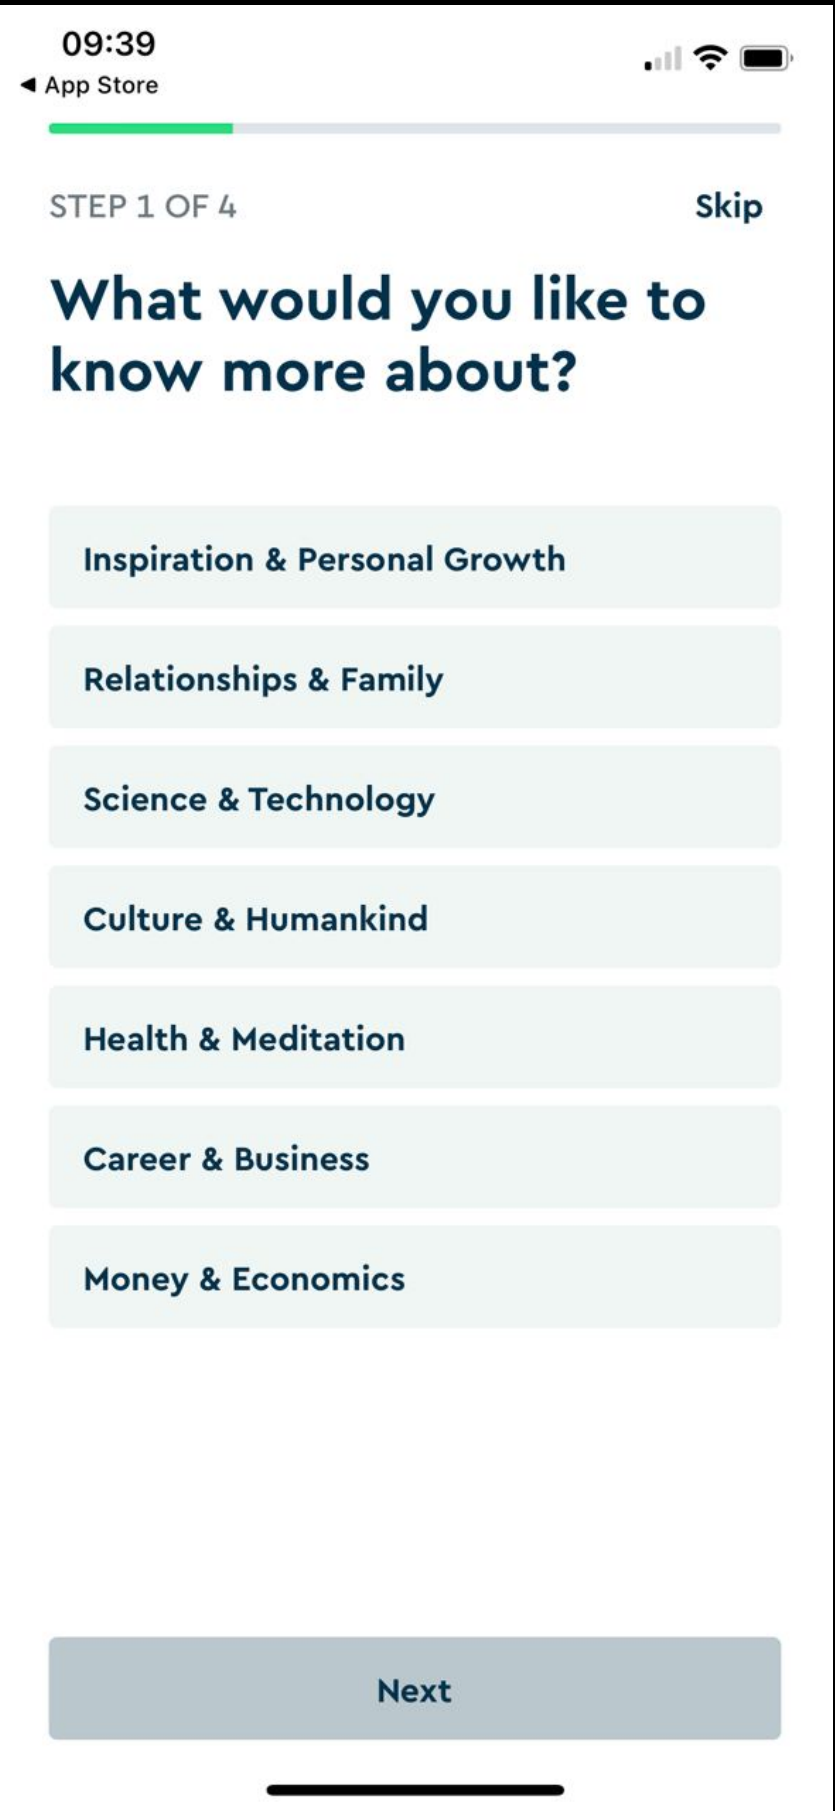 09:39
◀ App Store
STEP 1 OF 4
Skip
What would you like to
know more about?
Inspiration & Personal Growth
Relationships & Family
Science & Technology
Culture & Humankind
Health & Meditation
Career & Business
Money & Economics
Next